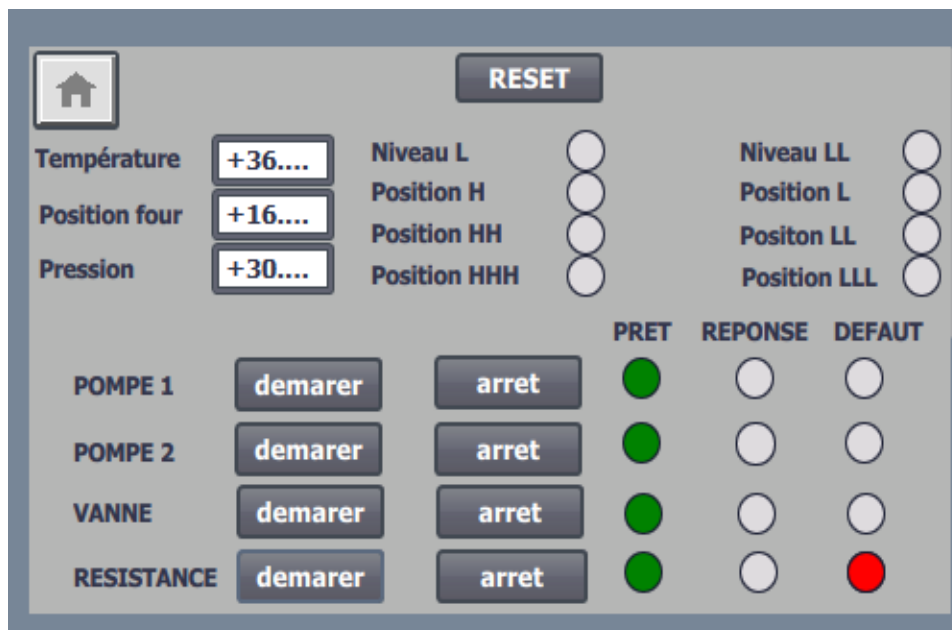 RESET
Température +36.... Niveau L Niveau LL
Position four +16.... Position H Position L
Position HH Positon LL
Pression +30.... Position HHH Position LLL
PRET REPONSE DEFAUT
POMPE 1 demarer arret
POMPE 2 demarer arret
VANNE demarer arret
RESISTANCE demarer arret